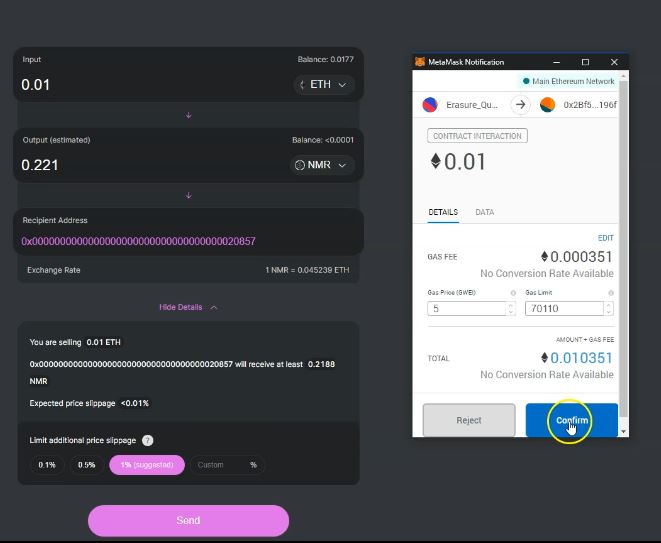 Input
Balance: 0.0177
0.01
ETH
Output (estimated)
Balance: <0.0001
0.221
NMR
Recipient Address
0x0000000000000000000000000000000000020857
Exchange Rate
1 NMR = 0.045239 ETH
Hide Details
You are selling 0.01 ETH
0x0000000000000000000000000000000000020857 will receive at least 0.2188
NMR
Expected price slippage <0.01%
Limit additional price slippage ?
0.1%
0.5%
1% (suggested)
Custom %
Send
MetaMask Notification
Main Ethereum Network
Erasure_Qu...
0x2Bf5...196f
CONTRACT INTERACTION
0.01
DETAILS
DATA
EDIT
GAS FEE
0.000351
No Conversion Rate Available
Gas Price (GWEI)
Gas Limit
5
70110
AMOUNT + GAS FEE
TOTAL
0.010351
No Conversion Rate Available
Reject
Confirm